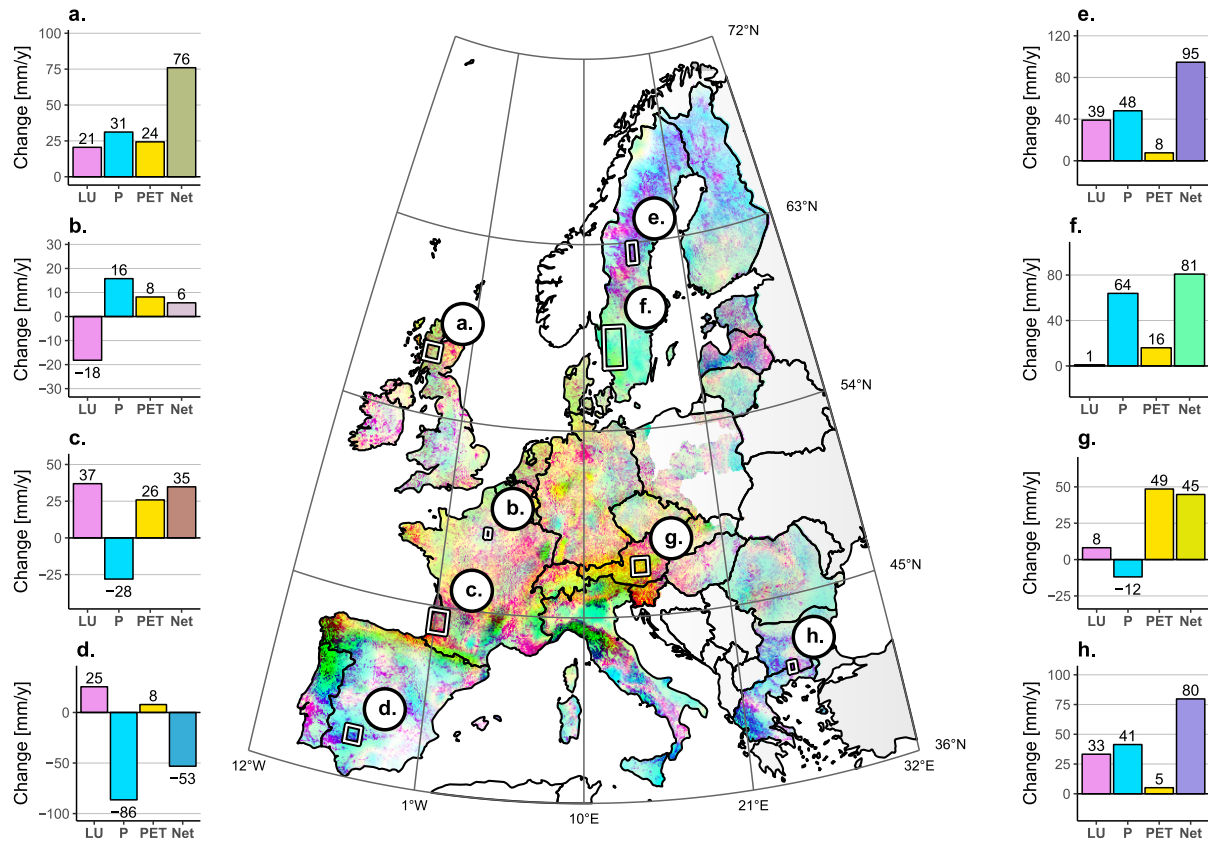 a.
Change [mm/y]
100
75
50
25
0
21
31
24
76
LU P PET Net
b.
Change [mm/y]
30
20
10
0
−10
−20
−30
−18
16
8
6
LU P PET Net
c.
Change [mm/y]
50
25
0
−25
37
−28
26
35
LU P PET Net
d.
Change [mm/y]
0
−50
−100
25
−86
8
−53
LU P PET Net
72°N
63°N
54°N
45°N
36°N
12°W
1°W
10°E
21°E
32°E
a.
b.
c.
d.
e.
f.
g.
h.
e.
Change [mm/y]
120
80
40
0
39
48
8
95
LU P PET Net
f.
Change [mm/y]
80
40
0
1
64
16
81
LU P PET Net
g.
Change [mm/y]
50
25
0
−25
8
−12
49
45
LU P PET Net
h.
Change [mm/y]
100
75
50
25
0
33
41
5
80
LU P PET Net